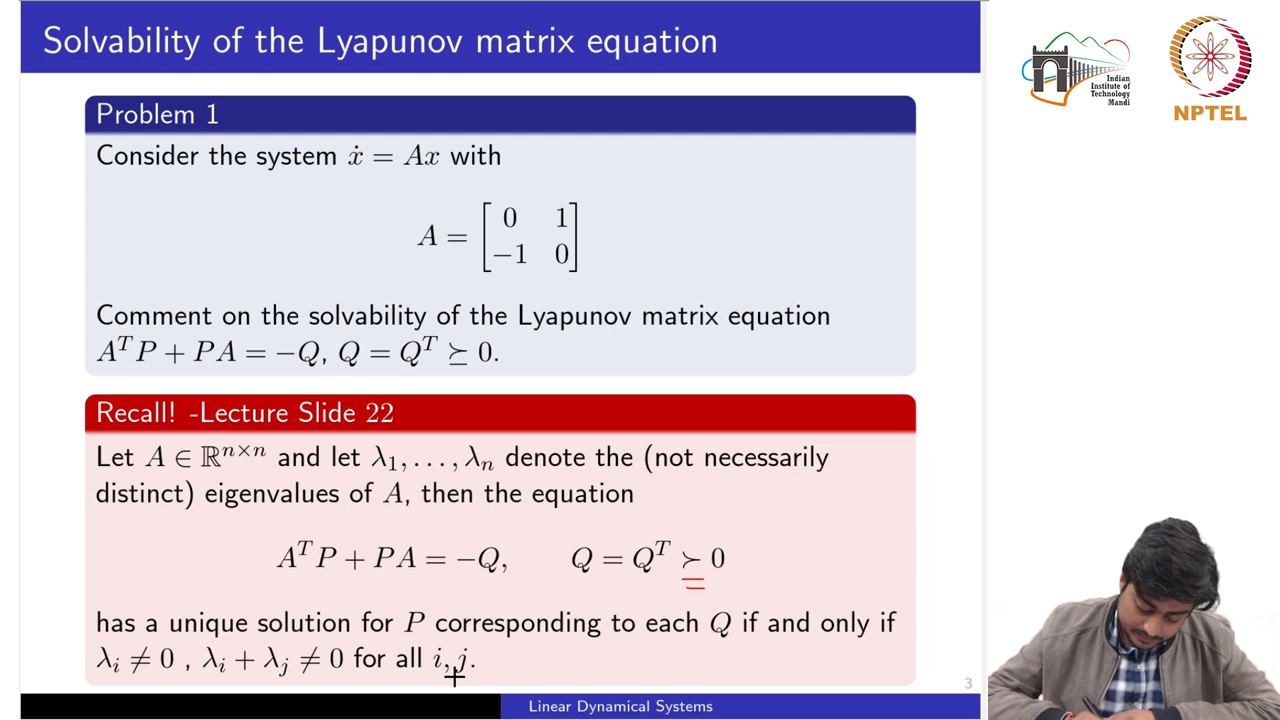 Solvability of the Lyapunov matrix equation
Indian
Institute of
Technology
Mandi
NPTEL
Problem 1
Consider the system ẋ = Ax with
A = [0 1
−1 0]
Comment on the solvability of the Lyapunov matrix equation
AᵀP + PA = −Q, Q = Qᵀ ⪰ 0.
Recall! -Lecture Slide 22
Let A ∈ ℝⁿˣⁿ and let λ₁, . . . , λₙ denote the (not necessarily
distinct) eigenvalues of A, then the equation
AᵀP + PA = −Q, Q = Qᵀ ≻ 0
has a unique solution for P corresponding to each Q if and only if
λᵢ ≠ 0 , λᵢ + λⱼ ≠ 0 for all i, j.
3
Linear Dynamical Systems